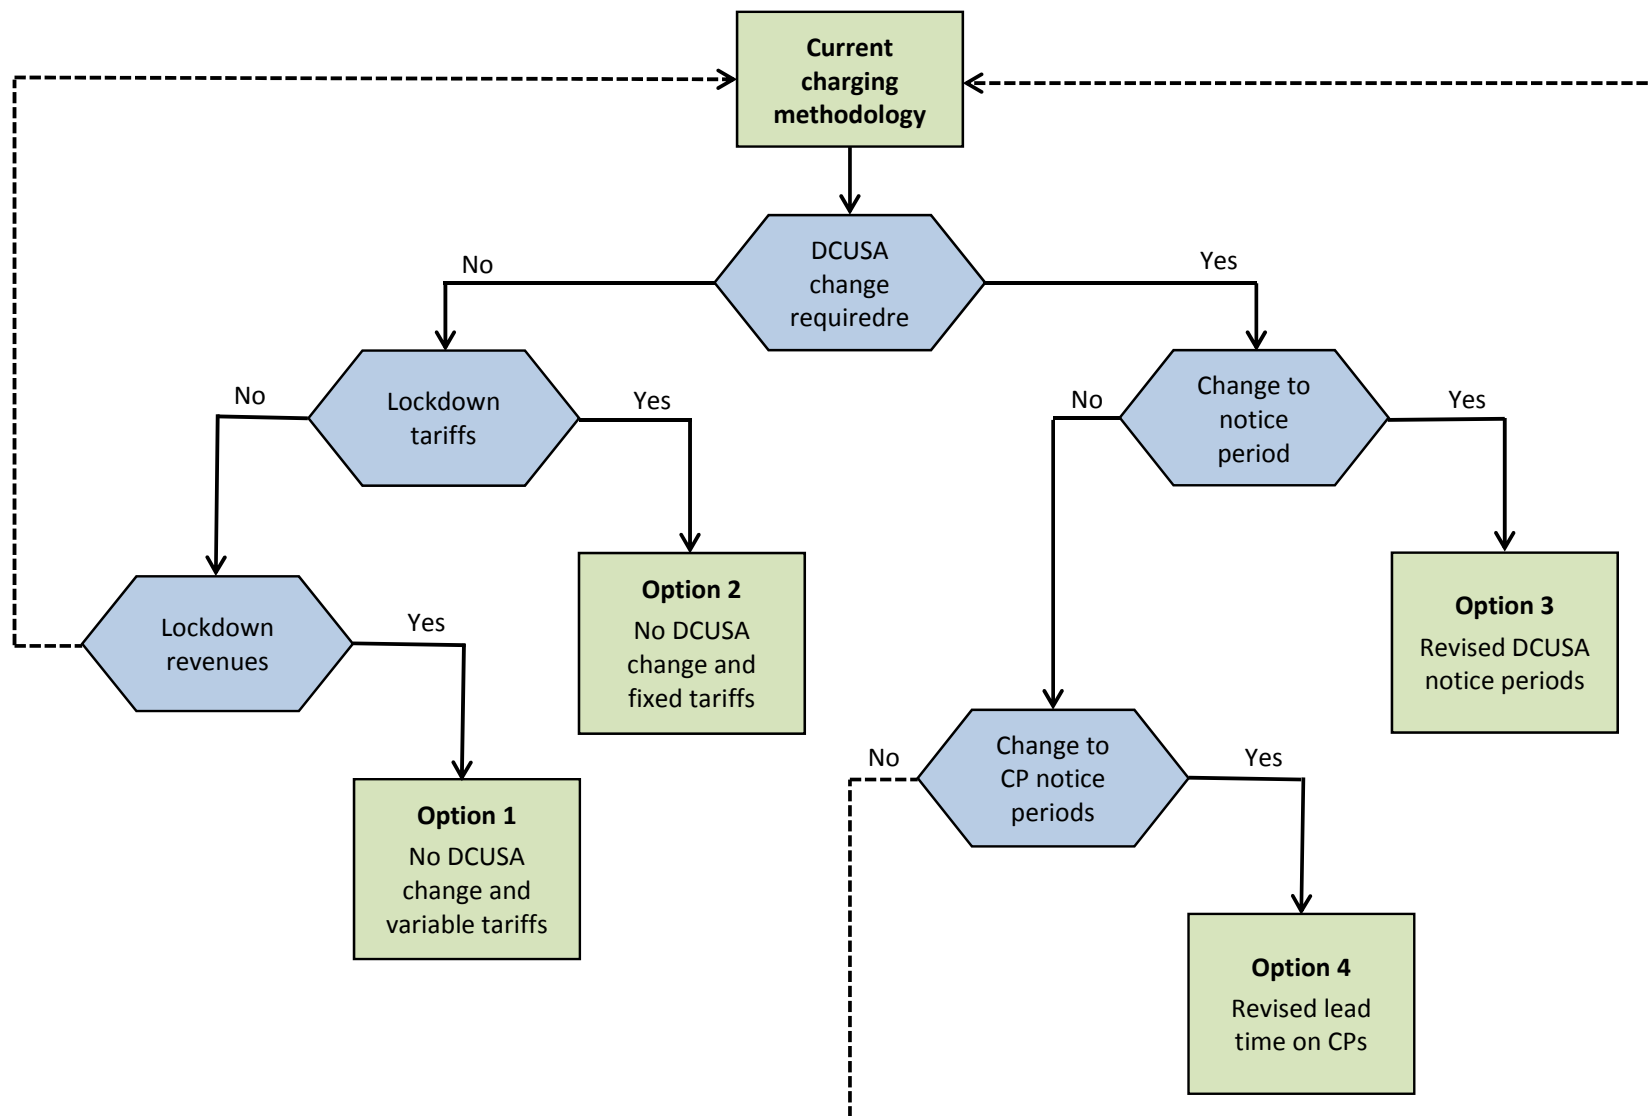 Current
charging
methodology
DCUSA
change
requiredre
No
Yes
Lockdown
tariffs
No
Yes
Change to
notice
period
No
Yes
Lockdown
revenues
Yes
Option 2
No DCUSA
change and
fixed tariffs
Option 3
Revised DCUSA
notice periods
Change to
CP notice
periods
No
Yes
Option 1
No DCUSA
change and
variable tariffs
Option 4
Revised lead
time on CPs